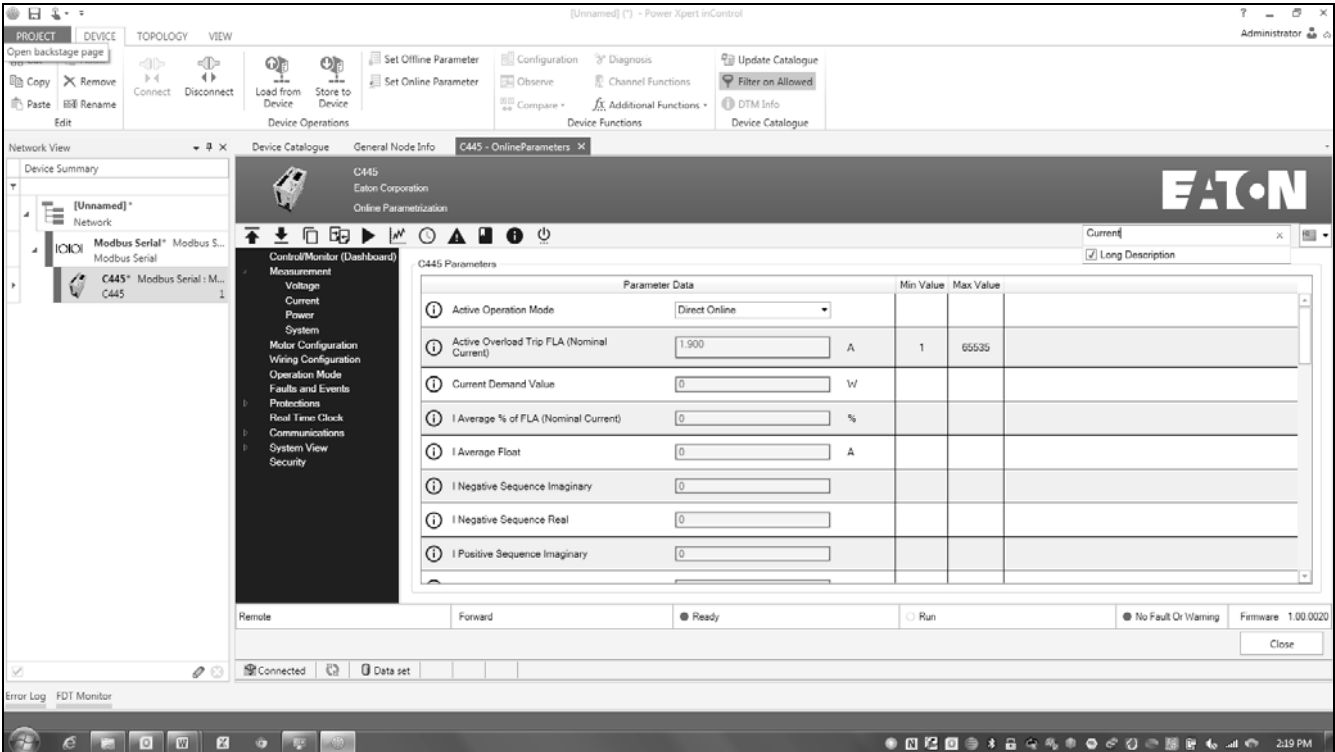 [Unnamed] (*) - Power Xpert inControl
?
PROJECT DEVICE TOPOLOGY VIEW
Administrator
Open backstage page
Copy Remove
Paste Rename
Edit
Connect Disconnect
Load from Device
Store to Device
Set Offline Parameter
Set Online Parameter
Device Operations
Configuration Diagnosis
Observe Channel Functions
Compare fx Additional Functions
Device Functions
Update Catalogue
Filter on Allowed
DTM Info
Device Catalogue
Network View
Device Catalogue General Node Info C445 - OnlineParameters
Device Summary
[Unnamed]*
Network
Modbus Serial* Modbus S...
Modbus Serial
C445* Modbus Serial : M...
C445 1
C445
Eaton Corporation
Online Parametrization
EATON
Current
Long Description
Control/Monitor (Dashboard)
Measurement
Voltage
Current
Power
System
Motor Configuration
Wiring Configuration
Operation Mode
Faults and Events
Protections
Real Time Clock
Communications
System View
Security
C445 Parameters
Parameter Data Min Value Max Value
Active Operation Mode Direct Online
Active Overload Trip FLA (Nominal
Current) 1.900 A 1 65535
Current Demand Value 0 W
I Average % of FLA (Nominal Current) 0 %
I Average Float 0 A
I Negative Sequence Imaginary 0
I Negative Sequence Real 0
I Positive Sequence Imaginary 0
Remote Forward Ready Run No Fault Or Warning Firmware 1.00.0020
Close
Connected Data set
Error Log FDT Monitor
2:19 PM